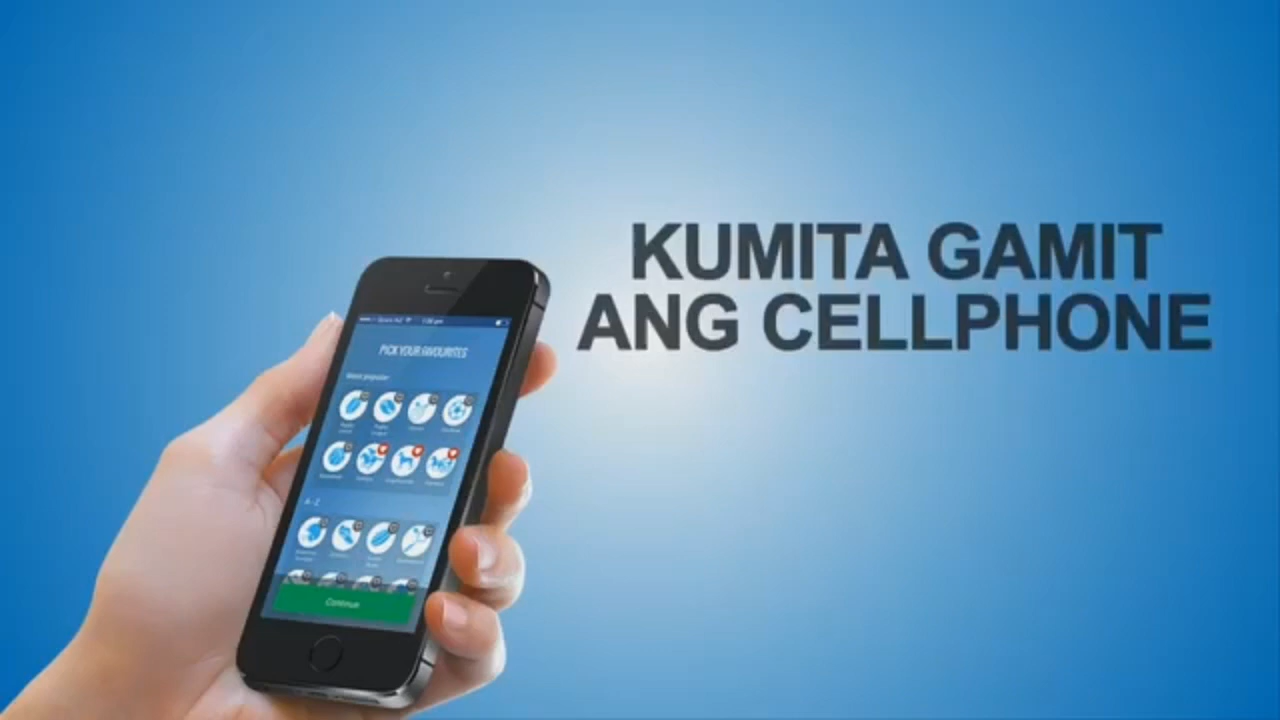 KUMITA GAMIT
ANG CELLPHONE
PICK YOUR FAVOURITES
Most popular
A - Z
Continue